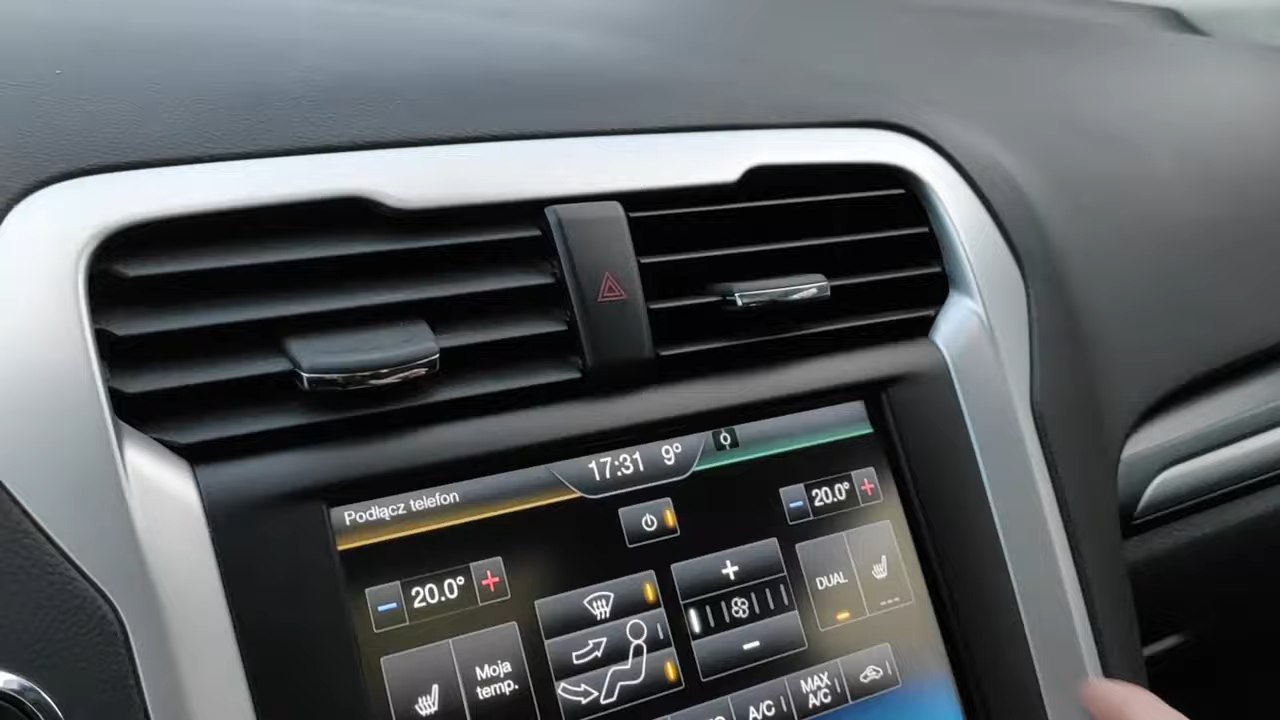 Podłącz telefon
17:31 9°
20.0°
20.0°
DUAL
Moja
temp.
A/C
MAX
A/C